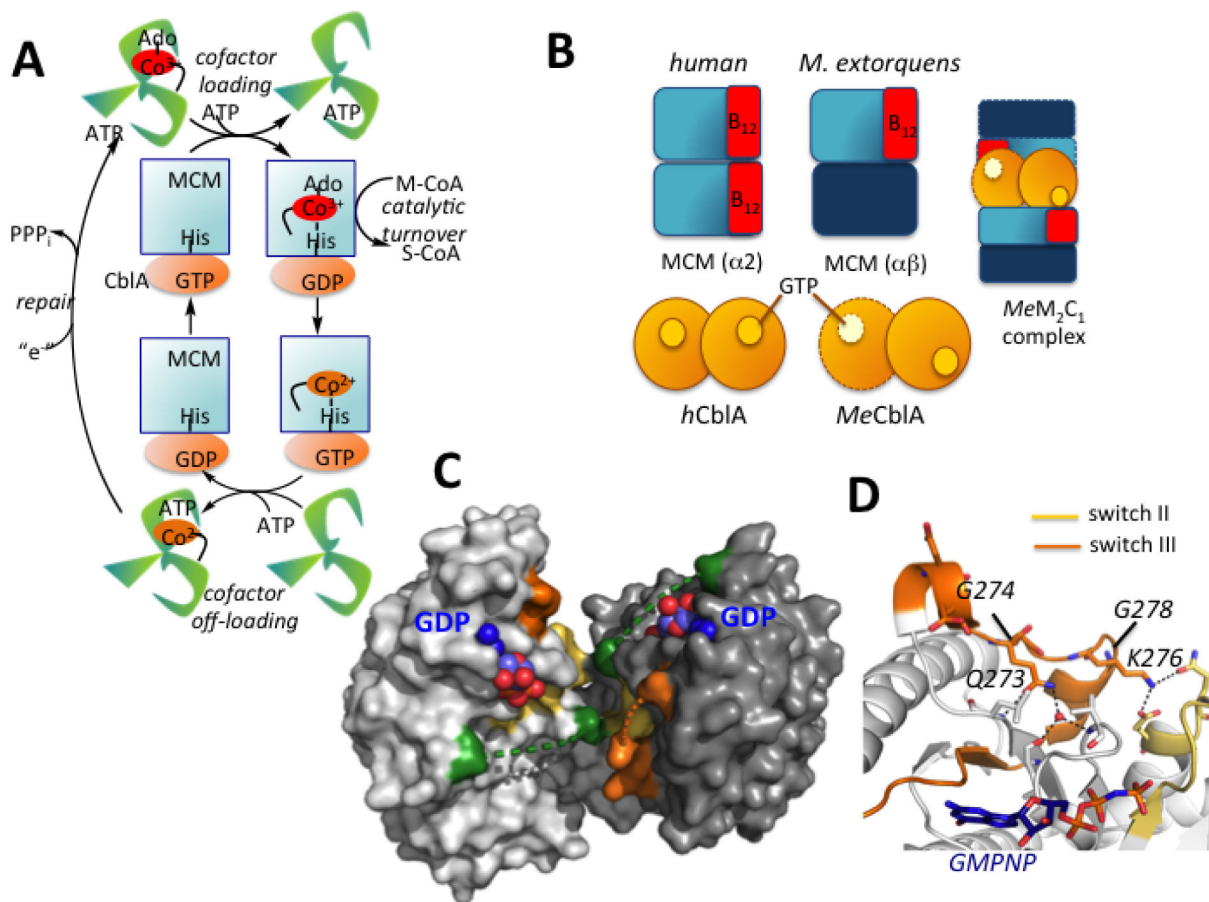 A
Ado
Co3+
cofactor
loading
ATP
ATP
ATR
MCM
His
CblA
GTP
Ado
Co3+
His
GDP
M-CoA
catalytic
turnover
S-CoA
PPPi
repair
"e-"
MCM
His
GDP
Co2+
His
GTP
ATP
Co2+
ATP
cofactor
off-loading
B
human
M. extorquens
B12
B12
B12
MCM (α2)
MCM (αβ)
GTP
hCblA
MeCblA
MeM2C1
complex
C
GDP
GDP
D
switch II
switch III
G274
G278
K276
Q273
GMPNP